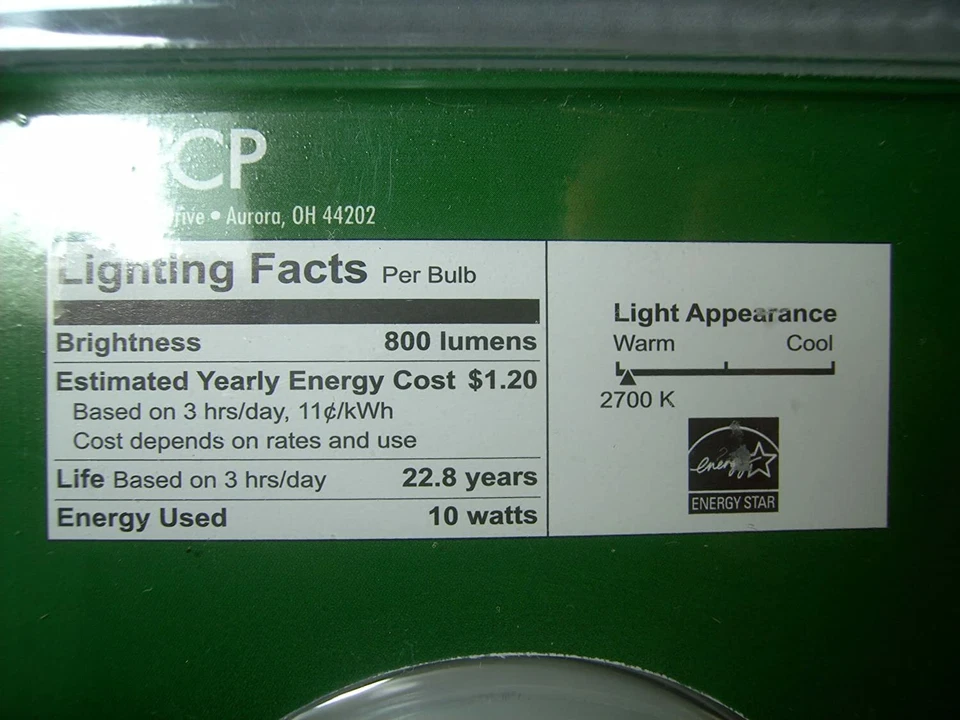 CP
• Aurora, OH 44202
Lighting Facts Per Bulb
Brightness 800 lumens
Estimated Yearly Energy Cost $1.20
Based on 3 hrs/day, 11¢/kWh
Cost depends on rates and use
Life Based on 3 hrs/day 22.8 years
Energy Used 10 watts
Light Appearance
Warm Cool
2700 K
energy
ENERGY STAR